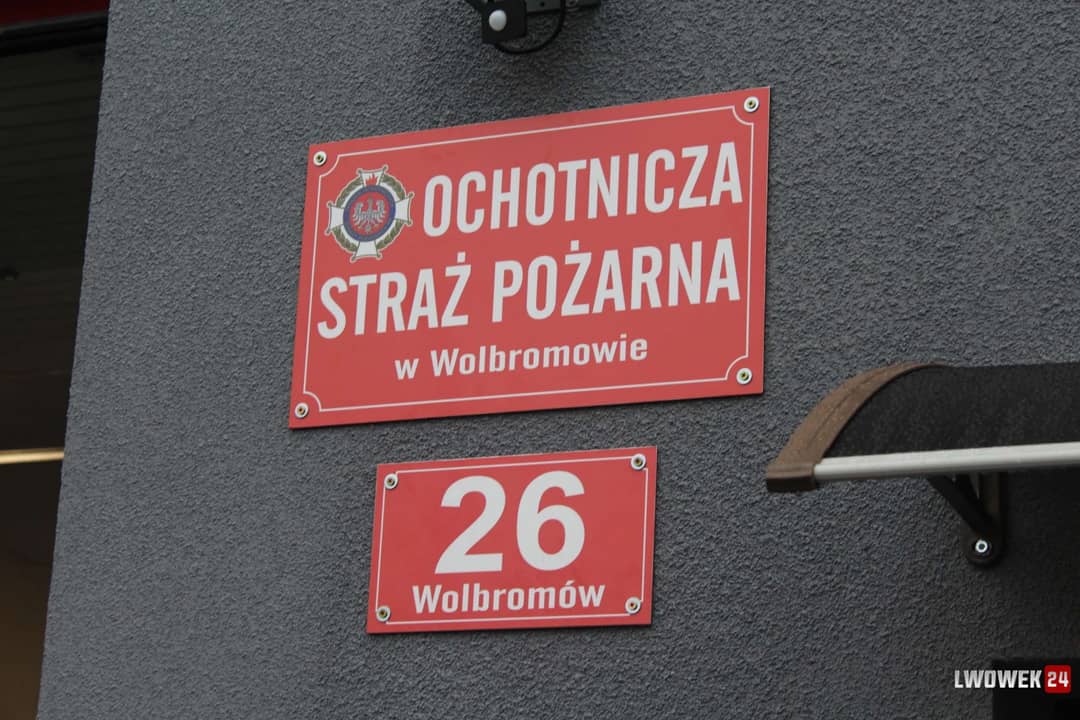 OCHOTNICZA
STRAŻ POŻARNA
w Wolbromowie
26
Wolbromów
LWOWEK 24